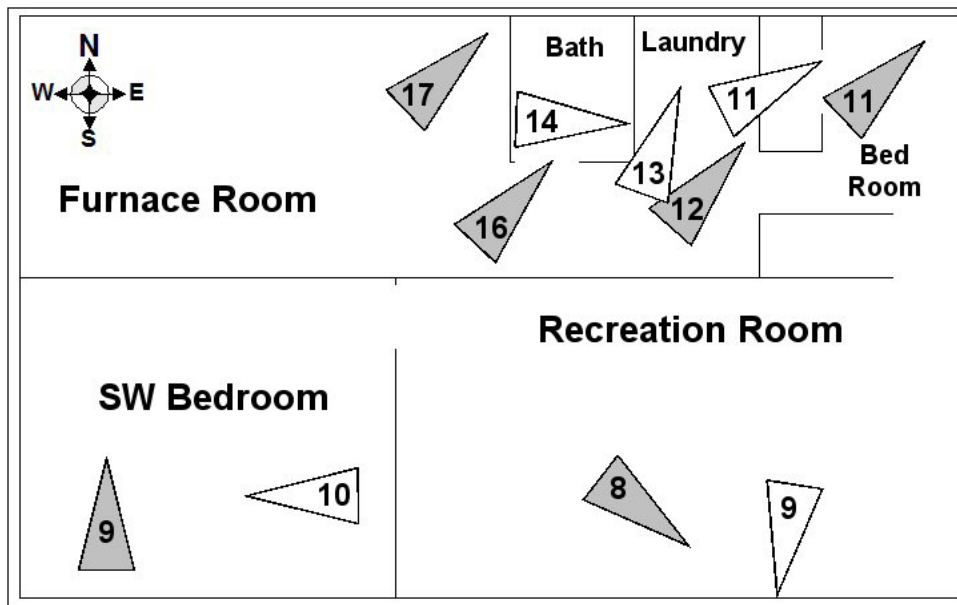 N
W E
S
Bath
Laundry
17
14
11
11
13
12
16
Bed
Room
Furnace Room
Recreation Room
SW Bedroom
9
10
8
9